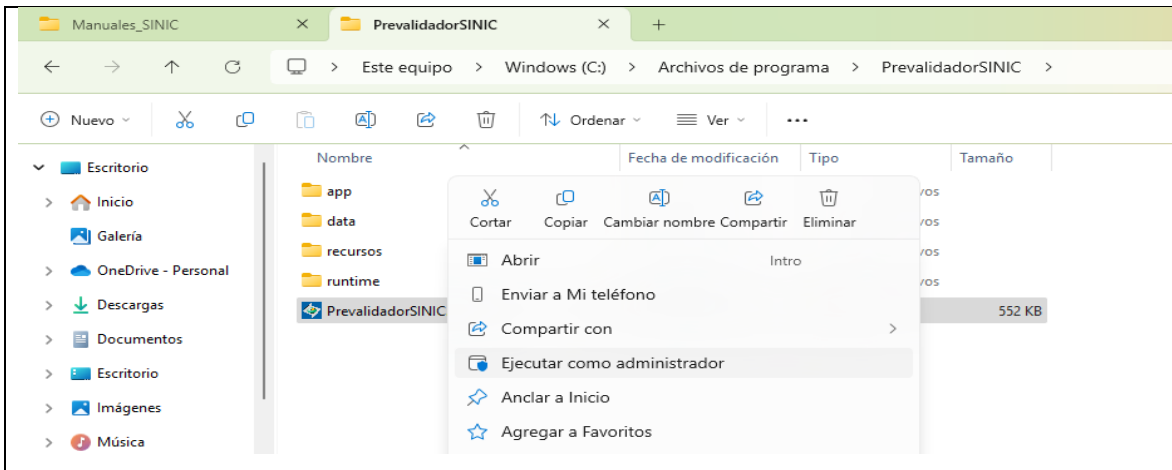 Manuales_SINIC
PrevalidadorSINIC
Este equipo > Windows (C:) > Archivos de programa > PrevalidadorSINIC >
Nuevo
Ordenar
Ver
Nombre
Fecha de modificación
Tipo
Tamaño
Escritorio
Inicio
Galería
OneDrive - Personal
Descargas
Documentos
Escritorio
Imágenes
Música
app
data
recursos
runtime
PrevalidadorSINIC
552 KB
Cortar
Copiar
Cambiar nombre
Compartir
Eliminar
Abrir
Intro
Enviar a Mi teléfono
Compartir con
Ejecutar como administrador
Anclar a Inicio
Agregar a Favoritos